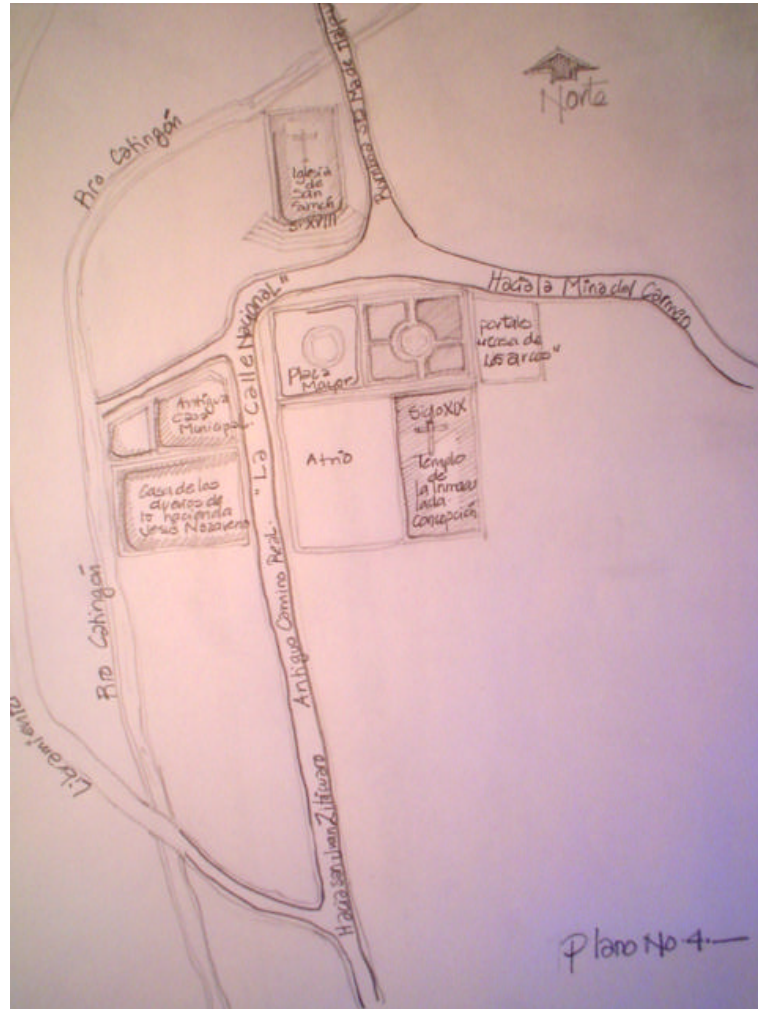 Norte
Rio Catingón
Iglesia
de
San
S. XVIII
Hacia la Mina del Carmen
"La Calle Nacional"
Plaza
Mayor
portales
"casa de
los arcos"
Antigua
Casa
Municipal
Casa de los
dueños de
la hacienda
Jesus Nazareno
Atrio
Siglo XIX
Templo
de
la Inmacu
lada
Concepción
Antiguo Camino Real.
Rio Catingón
Libramiento
Hacia San Juan Zitácuaro
Plano No 4.—